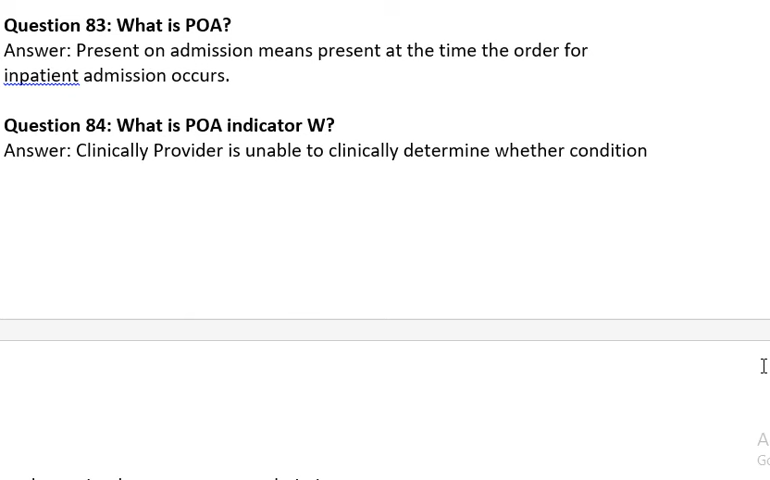 Question 83: What is POA?
Answer: Present on admission means present at the time the order for
inpatient admission occurs.
Question 84: What is POA indicator W?
Answer: Clinically Provider is unable to clinically determine whether condition